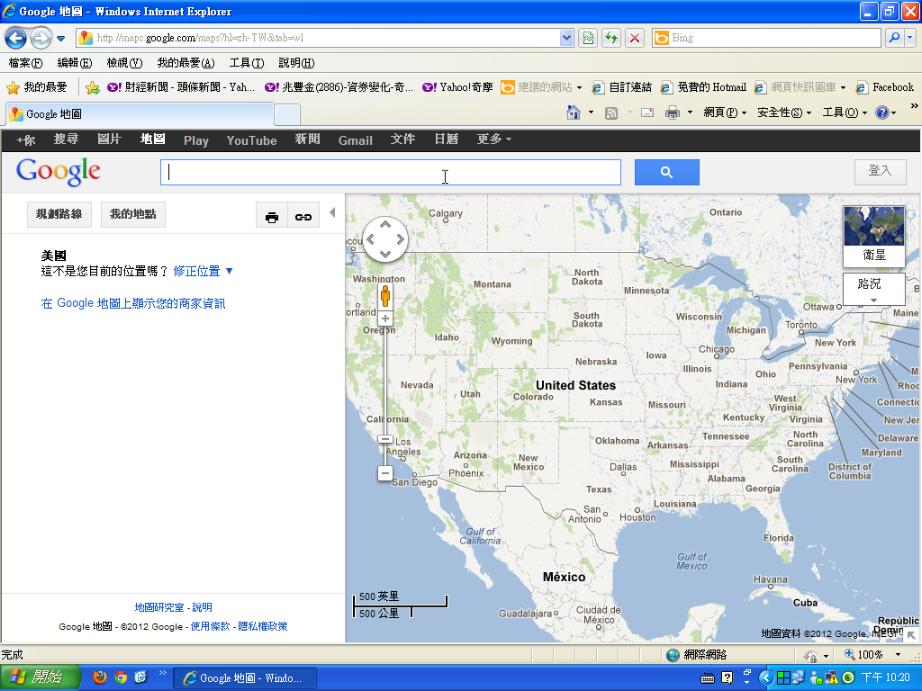 Google 地圖 - Windows Internet Explorer
http://maps.google.com/maps?hl=zh-TW&tab=wl
Bing
檔案(F) 編輯(E) 檢視(V) 我的最愛(A) 工具(T) 說明(H)
我的最愛 財經新聞 - 頭條新聞 - Yah... 兆豐金(2886)-資券變化-奇... Yahoo!奇摩 建議的網站 自訂連結 免費的 Hotmail 網頁快訊圖庫 Facebook
Google 地圖 網頁(P) 安全性(S) 工具(O)
+你 搜尋 圖片 地圖 Play YouTube 新聞 Gmail 文件 日曆 更多
Google 登入
規劃路線 我的地點
美國
這不是您目前的位置嗎？ 修正位置 ▼
在 Google 地圖上顯示您的商家資訊
地圖研究室 - 說明
Google 地圖 - ©2012 Google - 使用條款 - 隱私權政策
衛星
路況
Calgary
Ontario
Washington
Montana
North Dakota
Minnesota
Ottawa
Maine
Oregon
Idaho
South Dakota
Wisconsin
Michigan
Toronto
Wyoming
New York
Chicago
Iowa
Nebraska
Illinois
Indiana
Ohio
Pennsylvania
New York
Nevada
Utah
Colorado
United States
Kansas
Missouri
West Virginia
Kentucky
Virginia
Delaware
Maryland
District of Columbia
California
Los Angeles
San Diego
Arizona
Phoenix
New Mexico
Oklahoma
Arkansas
Tennessee
North Carolina
South Carolina
Mississippi
Alabama
Georgia
Dallas
Texas
Louisiana
San Antonio
Houston
Florida
Gulf of California
Gulf of Mexico
México
Havana
Cuba
Guadalajara
Ciudad de México
500 英里
500 公里
地圖資料 ©2012 Google, INEGI
完成 網際網路 100%
開始 Google 地圖 - Windo... 下午 10:20